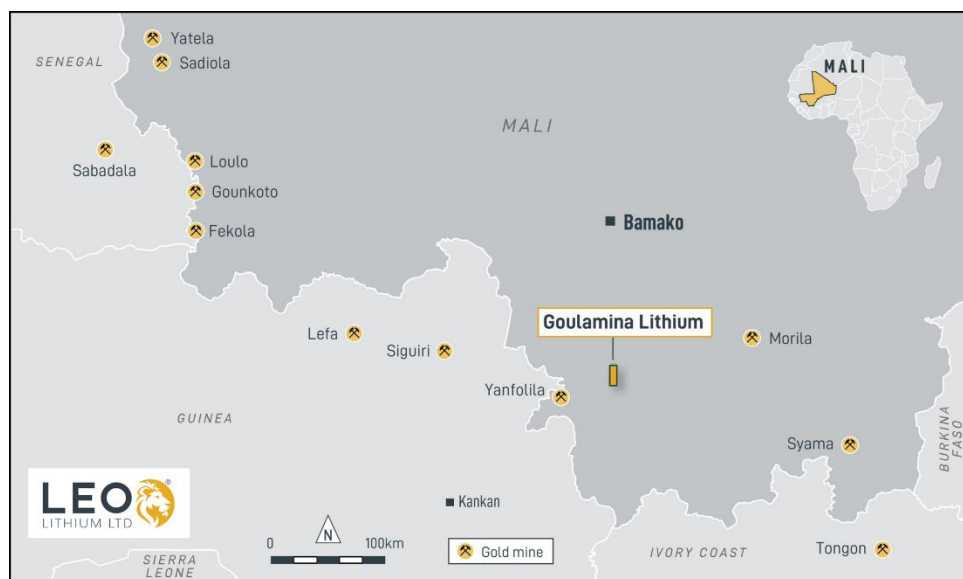 Yatela
SENEGAL
Sadiola
MALI
MALI
Sabadala
Loulo
Gounkoto
Bamako
Fekola
Goulamina Lithium
Lefa
Siguiri
Morila
Yanfolila
GUINEA
Syama
BURKINA
FASO
LEO®
LITHIUM LTD
Kankan
N
0 100km
Gold mine
IVORY COAST
Tongon
SIERRA
LEONE